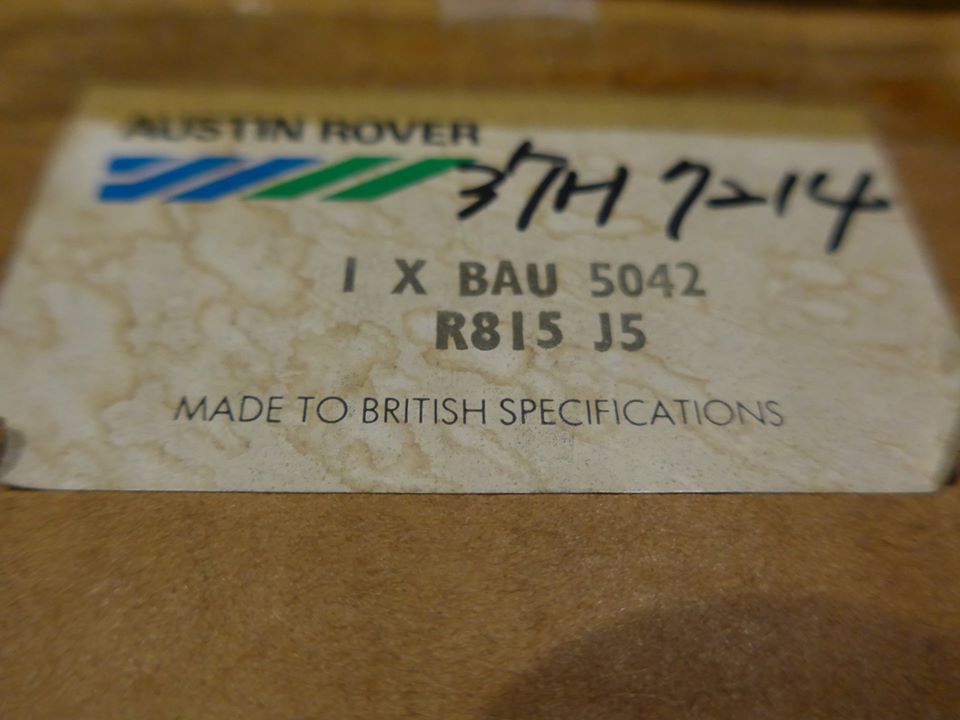 AUSTIN ROVER
37H 7214
1 X BAU 5042
R815 J5
MADE TO BRITISH SPECIFICATIONS